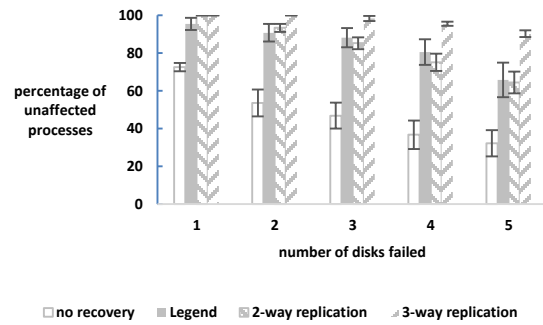 100
80
60
40
20
0
percentage of
unaffected
processes
1 2 3 4 5
number of disks failed
no recovery Legend 2-way replication 3-way replication